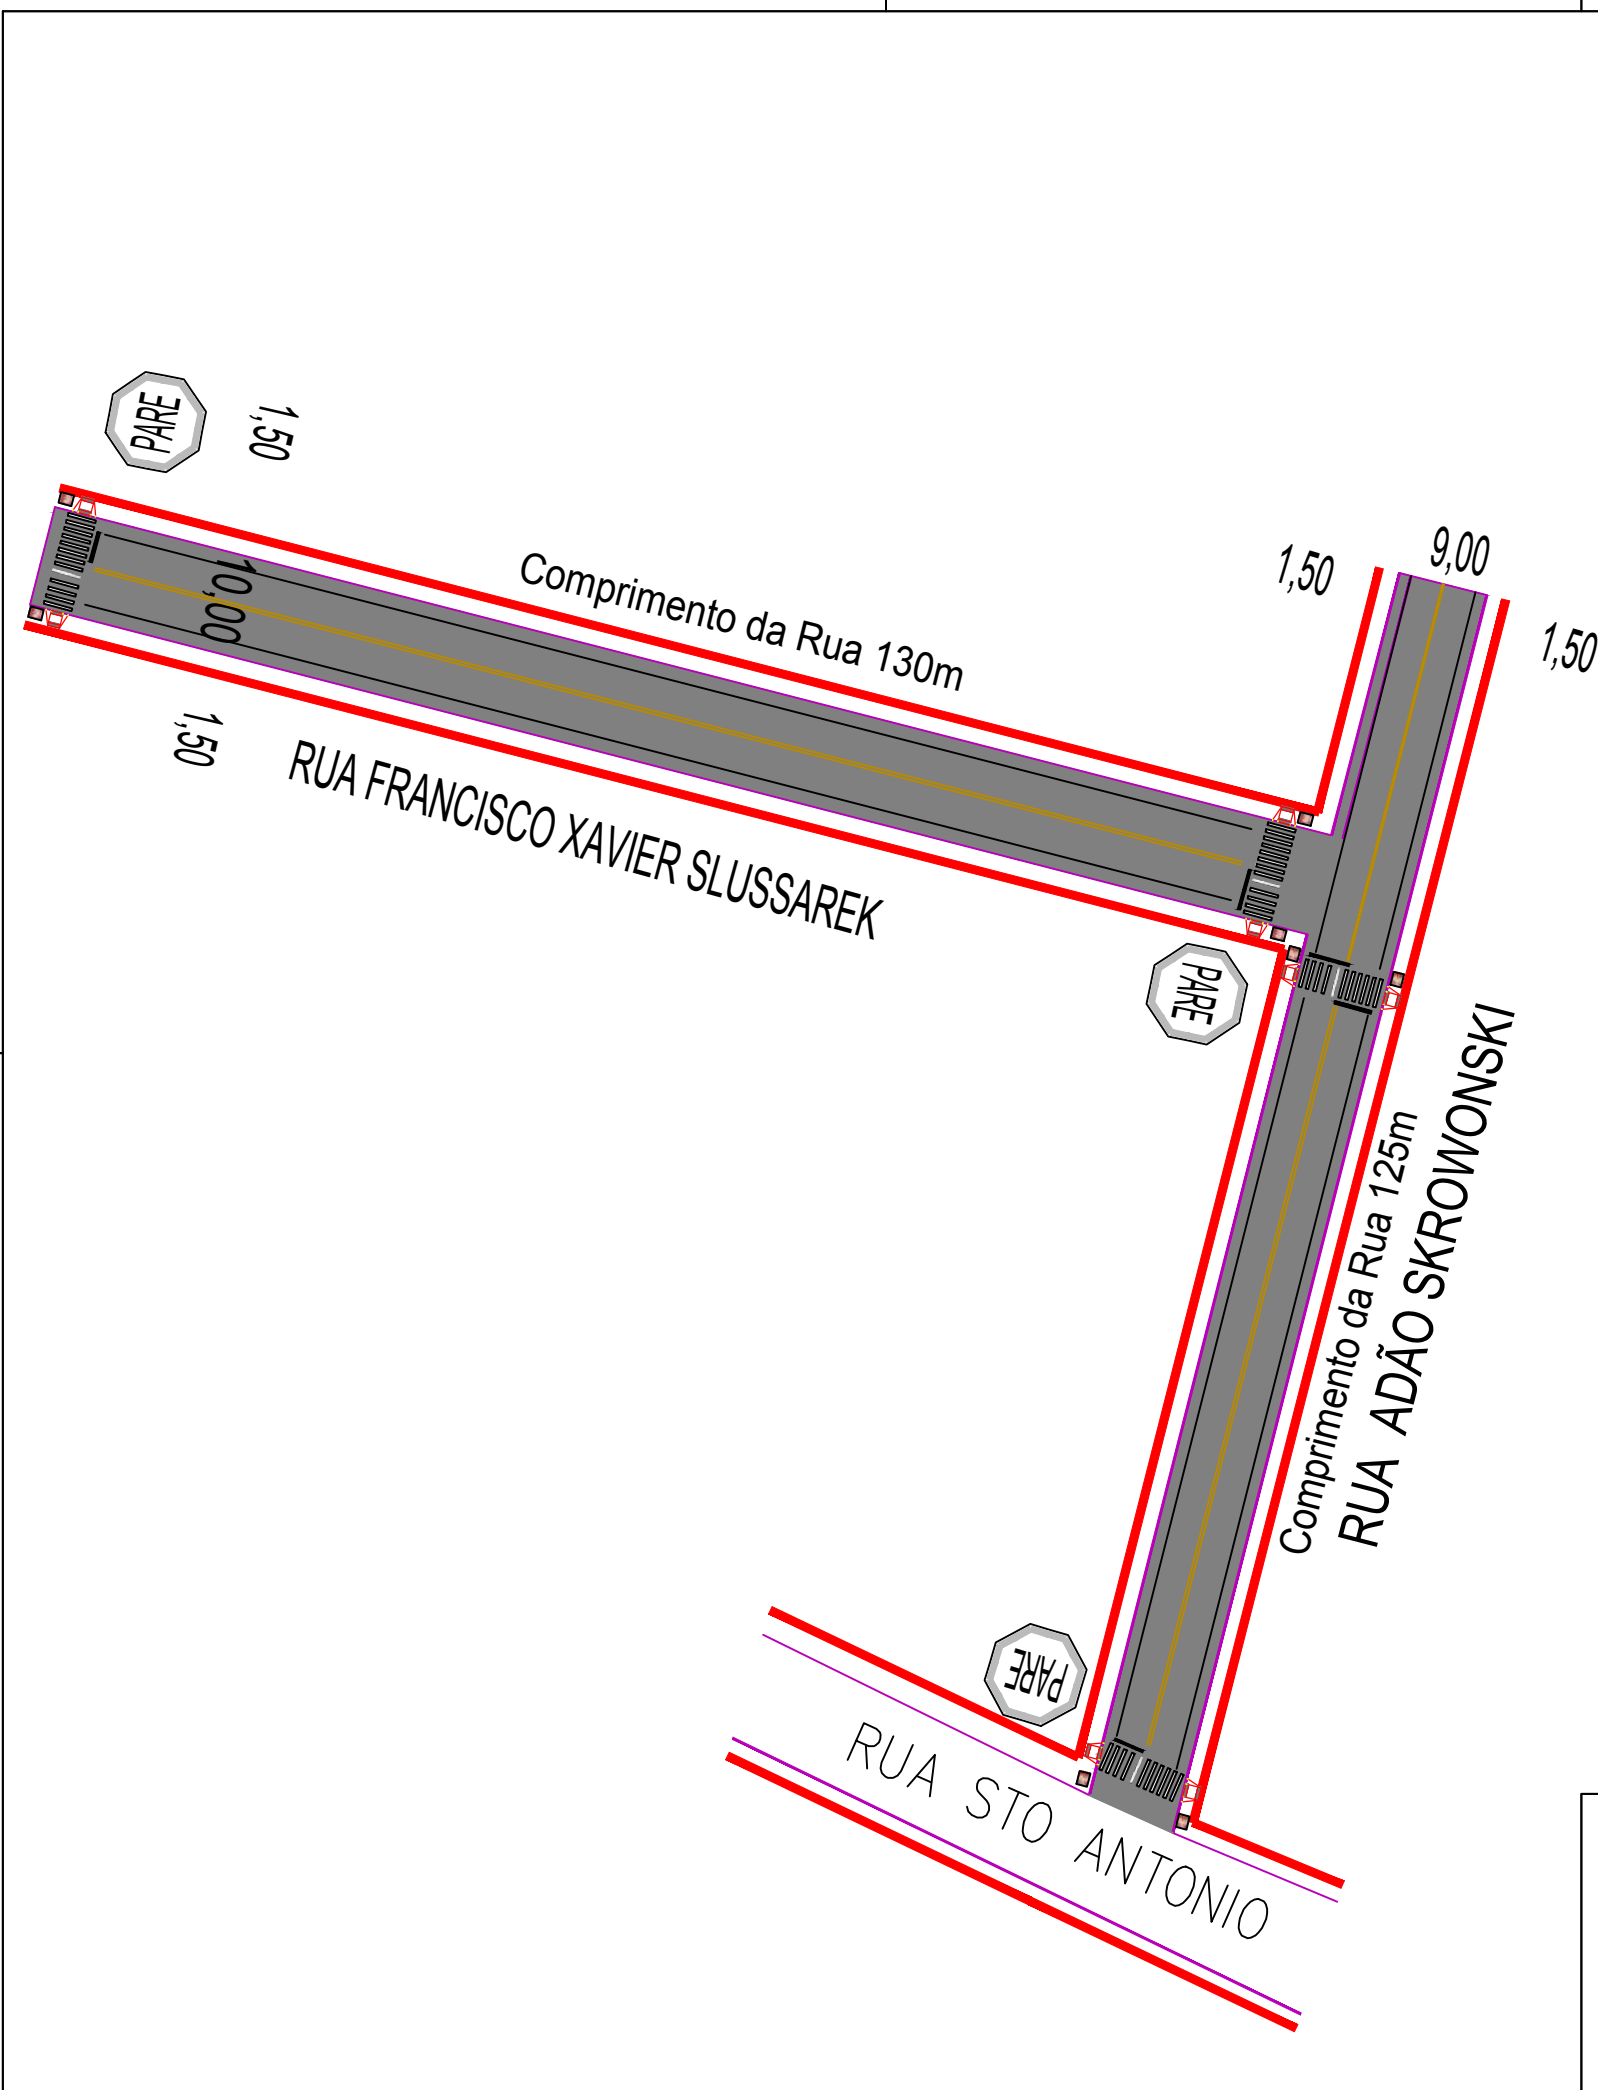 PARE
1,50
10,00
1,50
Comprimento da Rua 130m
RUA FRANCISCO XAVIER SLUSSAREK
1,50
9,00
1,50
PARE
Comprimento da Rua 125m
RUA ADÃO SKROWONSKI
PARE
RUA STO ANTONIO